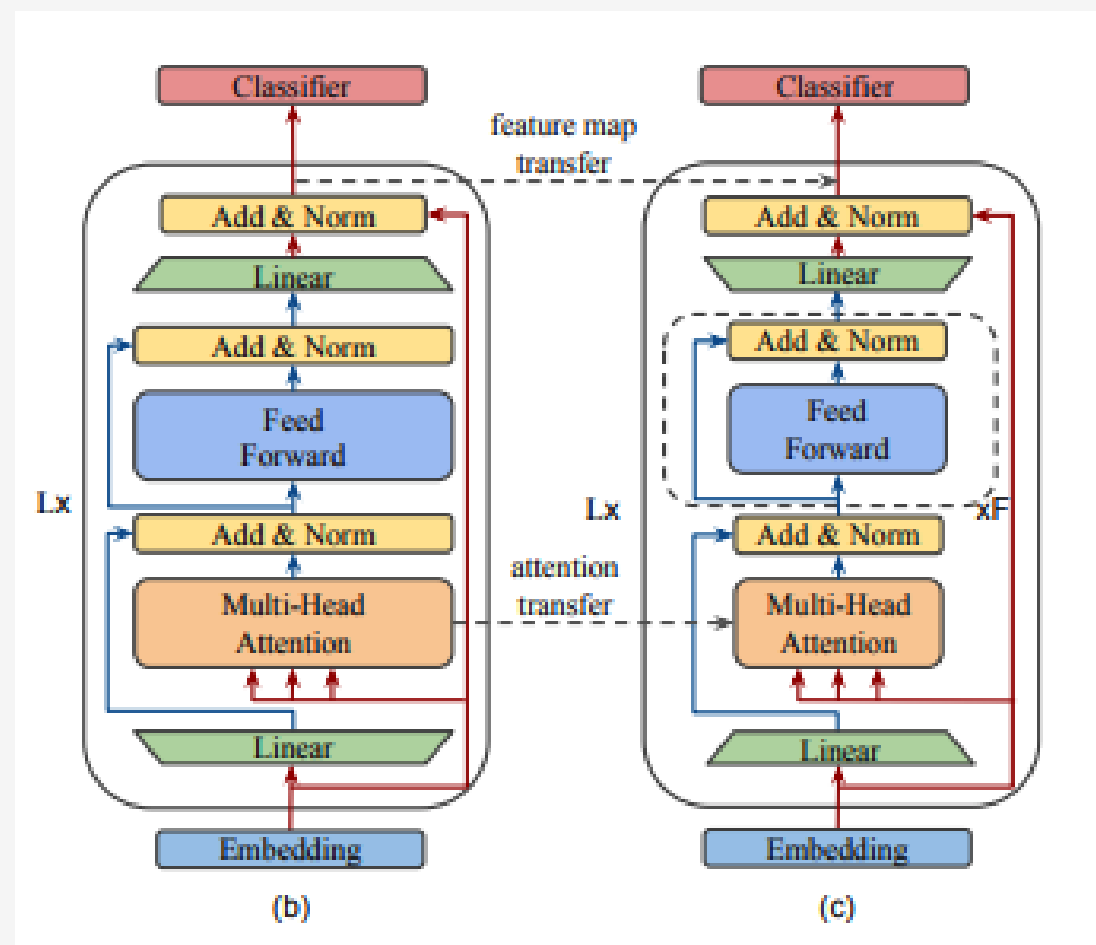 Classifier
Add & Norm
Linear
Add & Norm
Feed
Forward
Lx
Add & Norm
Multi-Head
Attention
Linear
Embedding
(b)
feature map
transfer
attention
transfer
Classifier
Add & Norm
Linear
Add & Norm
Feed
Forward
Lx
xF
Add & Norm
Multi-Head
Attention
Linear
Embedding
(c)